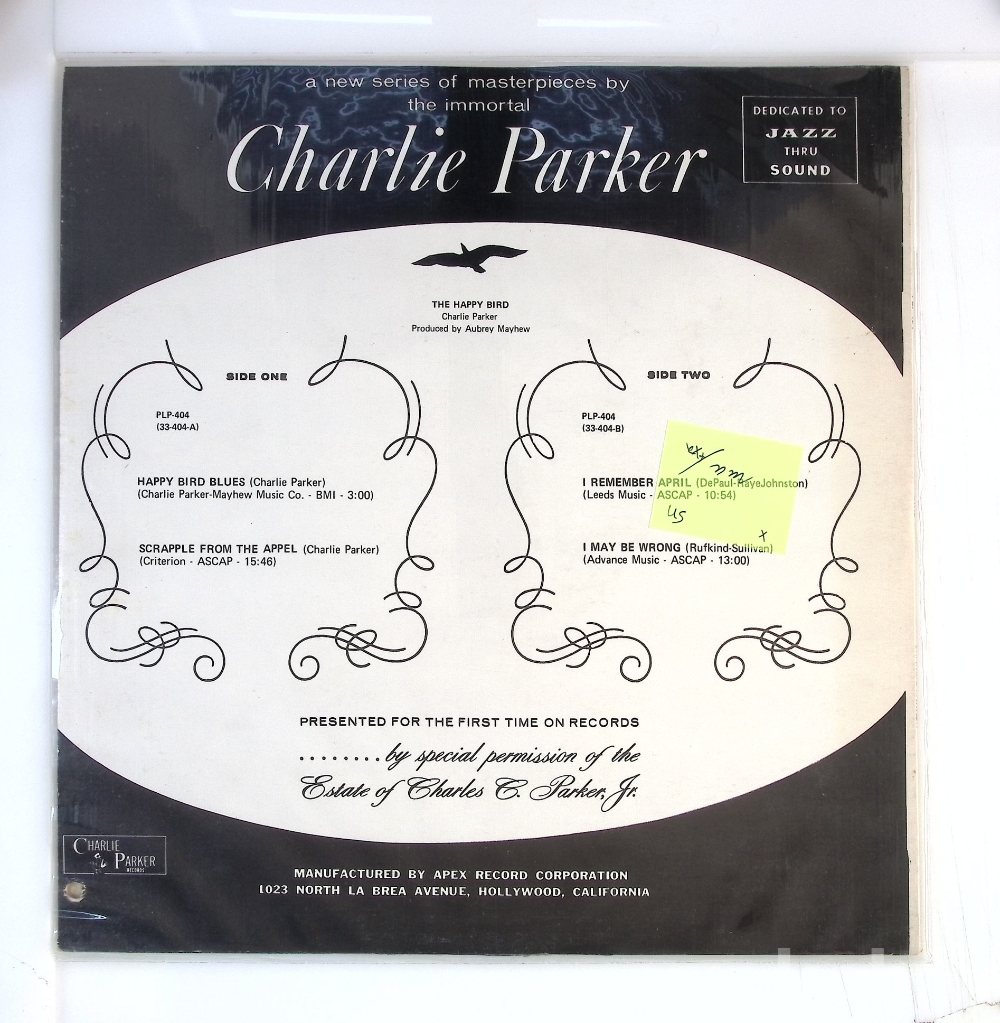 a new series of masterpieces by
the immortal
Charlie Parker
DEDICATED TO
JAZZ
THRU
SOUND
THE HAPPY BIRD
Charlie Parker
Produced by Aubrey Mayhew
SIDE ONE
PLP-404
(33-404-A)
HAPPY BIRD BLUES (Charlie Parker)
(Charlie Parker-Mayhew Music Co. - BMI - 3:00)
SCRAPPLE FROM THE APPEL (Charlie Parker)
(Criterion - ASCAP - 15:46)
SIDE TWO
PLP-404
(33-404-B)
I REMEMBER APRIL (DePaul-RayeJohnston)
(Leeds Music - ASCAP - 10:54)
I MAY BE WRONG (Rufkind-Sullivan)
(Advance Music - ASCAP - 13:00)
PRESENTED FOR THE FIRST TIME ON RECORDS
........by special permission of the
Estate of Charles C. Parker, Jr.
CHARLIE
PARKER
RECORDS
MANUFACTURED BY APEX RECORD CORPORATION
1023 NORTH LA BREA AVENUE, HOLLYWOOD, CALIFORNIA